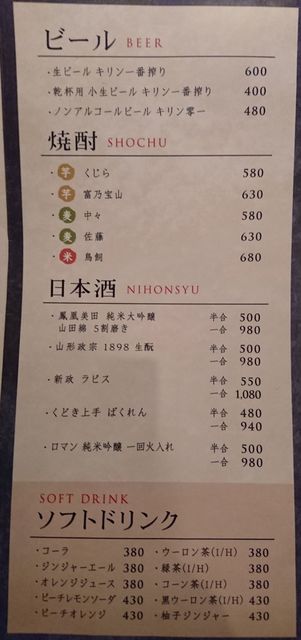 ビール BEER
・生ビール キリン一番搾り 600
・乾杯用 小生ビール キリン一番搾り 400
・ノンアルコールビール キリン零一 480
焼酎 SHOCHU
・芋 くじら 580
・芋 富乃宝山 630
・麦 中々 580
・麦 佐藤 630
・米 鳥飼 680
日本酒 NIHONSYU
・鳳凰美田 純米大吟醸 半合 500
山田錦 5割磨き 一合 980
・山形政宗 1898 生酛 半合 500
一合 980
・新政 ラピス 半合 550
一合 1,080
・くどき上手 ばくれん 半合 480
一合 940
・ロマン 純米吟醸 一回火入れ 半合 500
一合 980
SOFT DRINK
ソフトドリンク
・コーラ 380 ・ウーロン茶(I/H) 380
・ジンジャーエール 380 ・緑茶(I/H) 380
・オレンジジュース 380 ・コーン茶(I/H) 380
・ピーチレモンソーダ 430 ・黒ウーロン茶(I/H) 430
・ピーチオレンジ 430 ・柚子ジンジャー 430